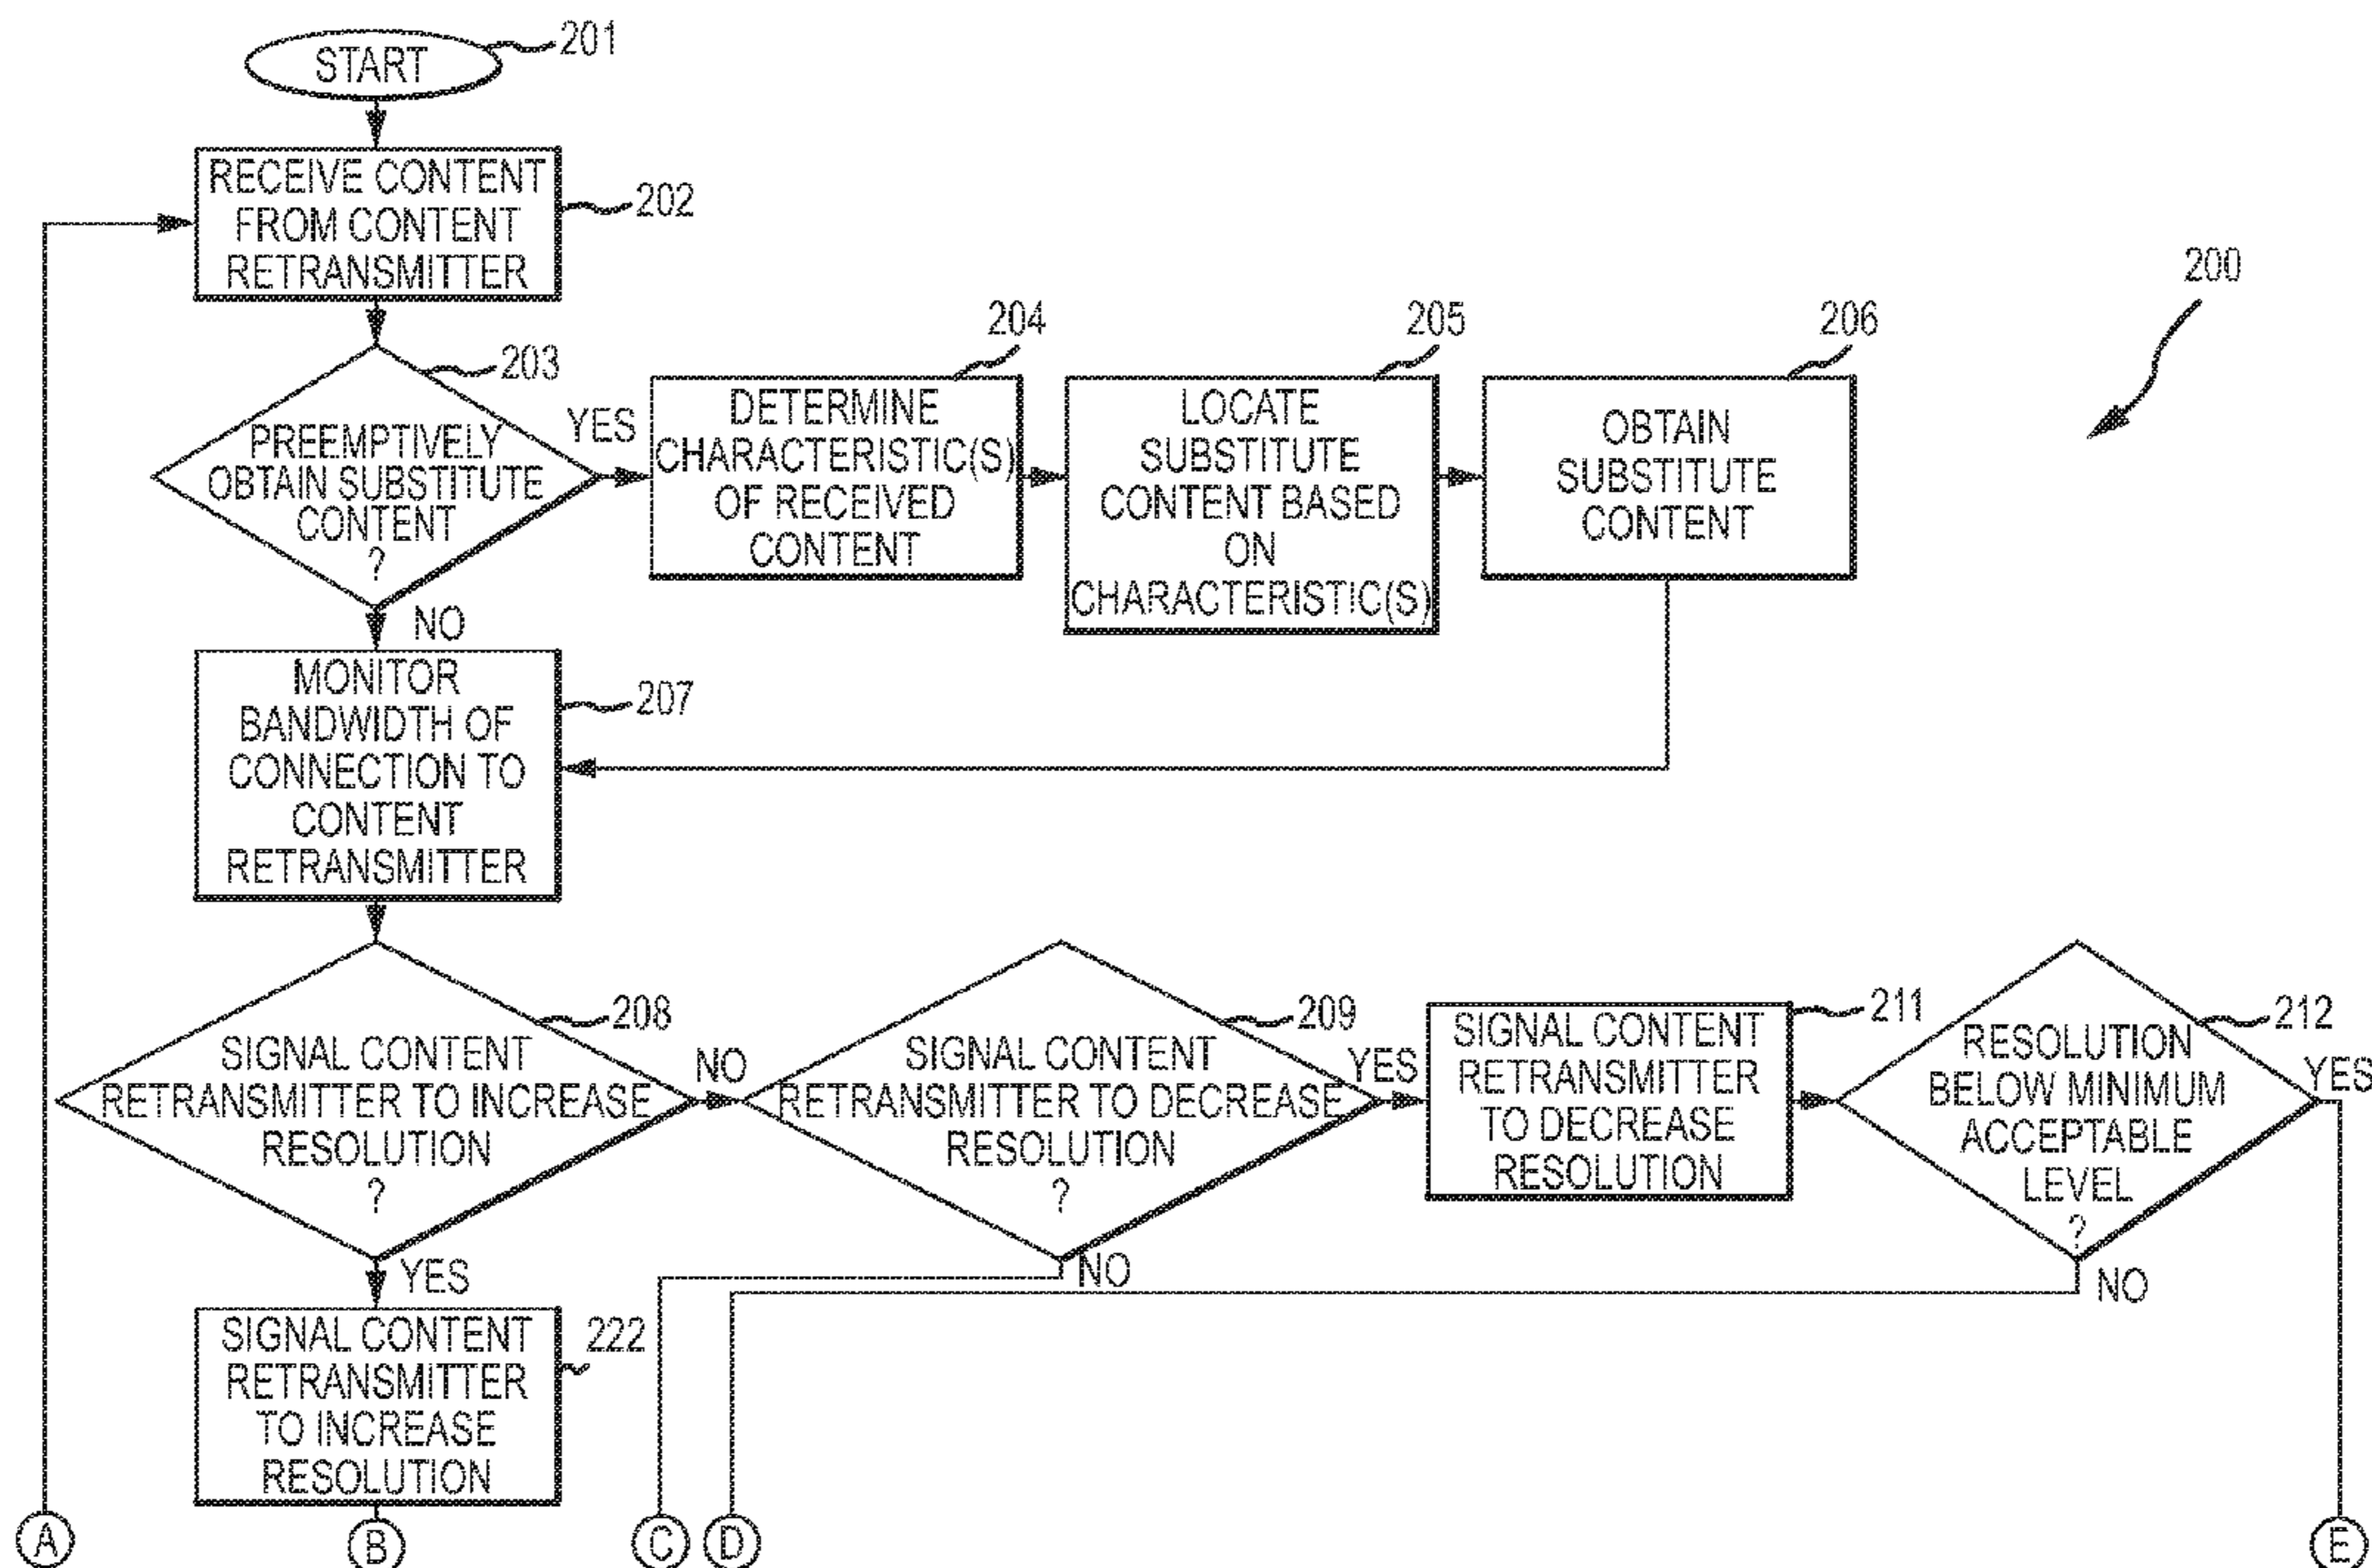 START
201
RECEIVE CONTENT
FROM CONTENT
RETRANSMITTER
202
200
PREEMPTIVELY
OBTAIN SUBSTITUTE
CONTENT
?
203
YES
NO
DETERMINE
CHARACTERISTIC(S)
OF RECEIVED
CONTENT
204
LOCATE
SUBSTITUTE
CONTENT BASED
ON
CHARACTERISTIC(S)
205
OBTAIN
SUBSTITUTE
CONTENT
206
MONITOR
BANDWIDTH OF
CONNECTION TO
CONTENT
RETRANSMITTER
207
SIGNAL CONTENT
RETRANSMITTER TO INCREASE
RESOLUTION
?
208
NO
YES
SIGNAL CONTENT
RETRANSMITTER TO DECREASE
RESOLUTION
?
209
YES
NO
SIGNAL CONTENT
RETRANSMITTER
TO DECREASE
RESOLUTION
211
RESOLUTION
BELOW MINIMUM
ACCEPTABLE
LEVEL
?
212
YES
NO
SIGNAL CONTENT
RETRANSMITTER
TO INCREASE
RESOLUTION
222
A
B
C
D
E